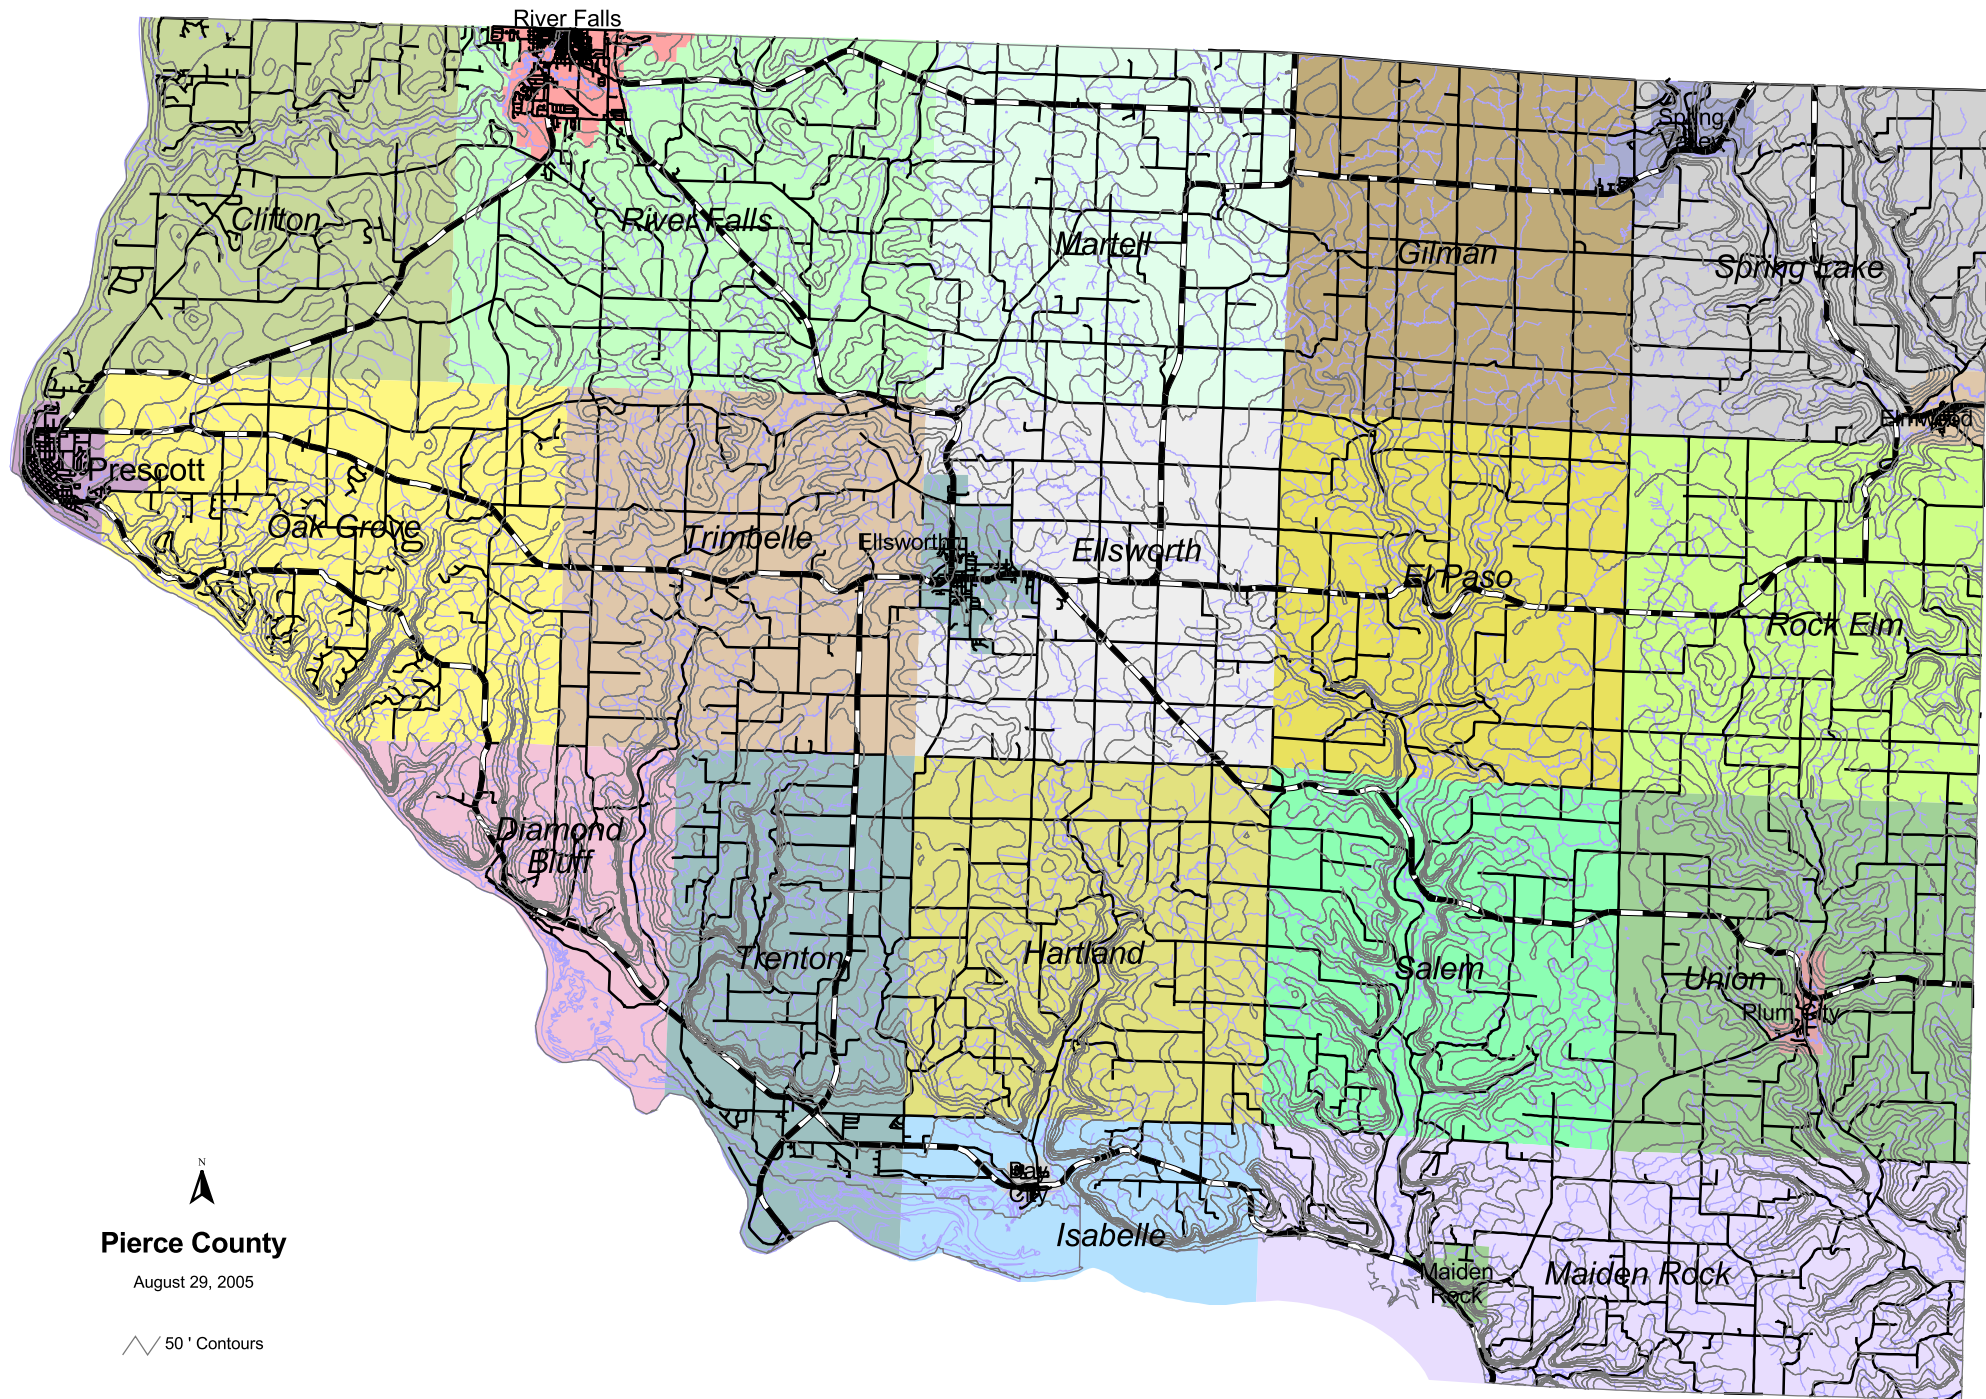 River Falls
Spring
Valley
Clifton
River Falls
Martell
Gilman
Spring Lake
Elmwood
Prescott
Oak Grove
Trimbelle
Ellsworth
Ellsworth
El Paso
Rock Elm
Diamond
Bluff
Trenton
Hartland
Salem
Union
Plum City
Bay
City
Isabelle
Maiden
Rock
Maiden Rock
N
Pierce County
August 29, 2005
50 ' Contours